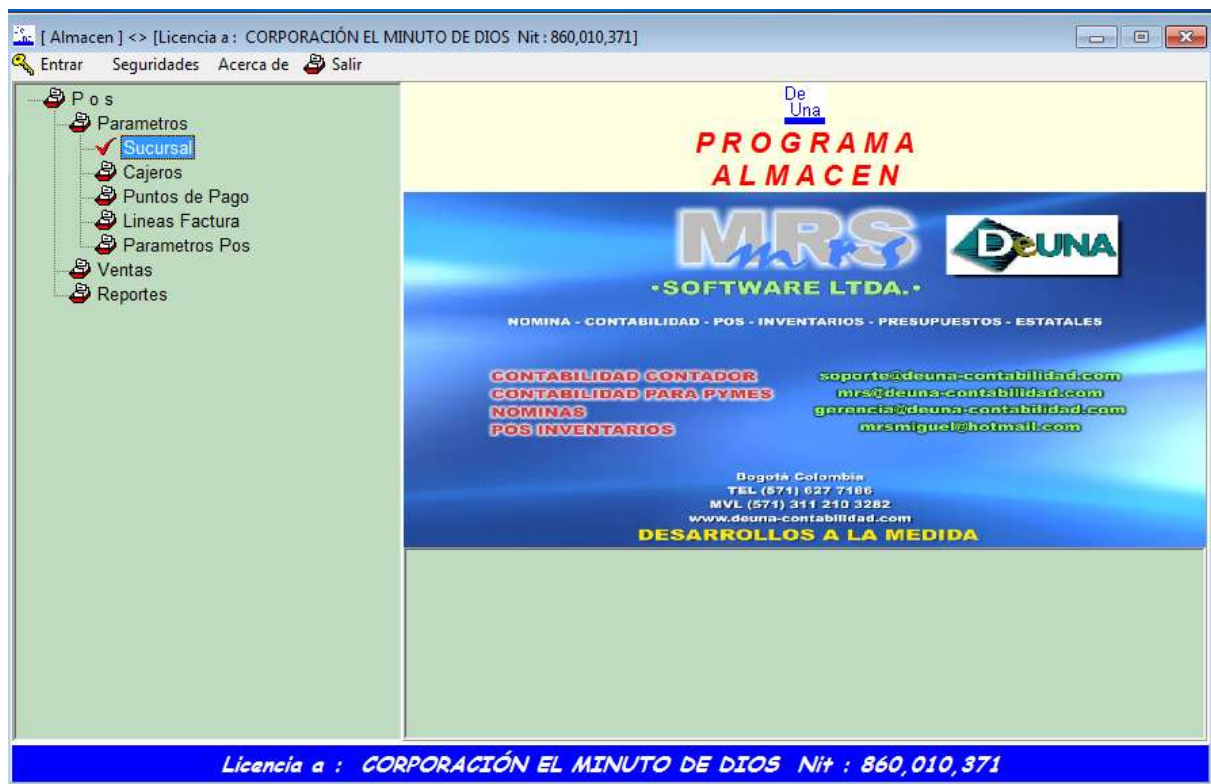 [ Almacen ] <> [Licencia a : CORPORACIÓN EL MINUTO DE DIOS Nit : 860,010,371]
Entrar Seguridades Acerca de Salir
P o s
Parametros
Sucursal
Cajeros
Puntos de Pago
Lineas Factura
Parametros Pos
Ventas
Reportes
De
Una
PROGRAMA
ALMACEN
MRS
mrs
DeUNA
•SOFTWARE LTDA.•
NOMINA - CONTABILIDAD - POS - INVENTARIOS - PRESUPUESTOS - ESTATALES
CONTABILIDAD CONTADOR soporte@deuna-contabilidad.com
CONTABILIDAD PARA PYMES mrs@deuna-contabilidad.com
NOMINAS gerencia@deuna-contabilidad.com
POS INVENTARIOS mrsmiguel@hotmail.com
Bogotá Colombia
TEL (571) 627 7186
MVL (571) 311 210 3282
www.deuna-contabilidad.com
DESARROLLOS A LA MEDIDA
Licencia a : CORPORACIÓN EL MINUTO DE DIOS Nit : 860,010,371